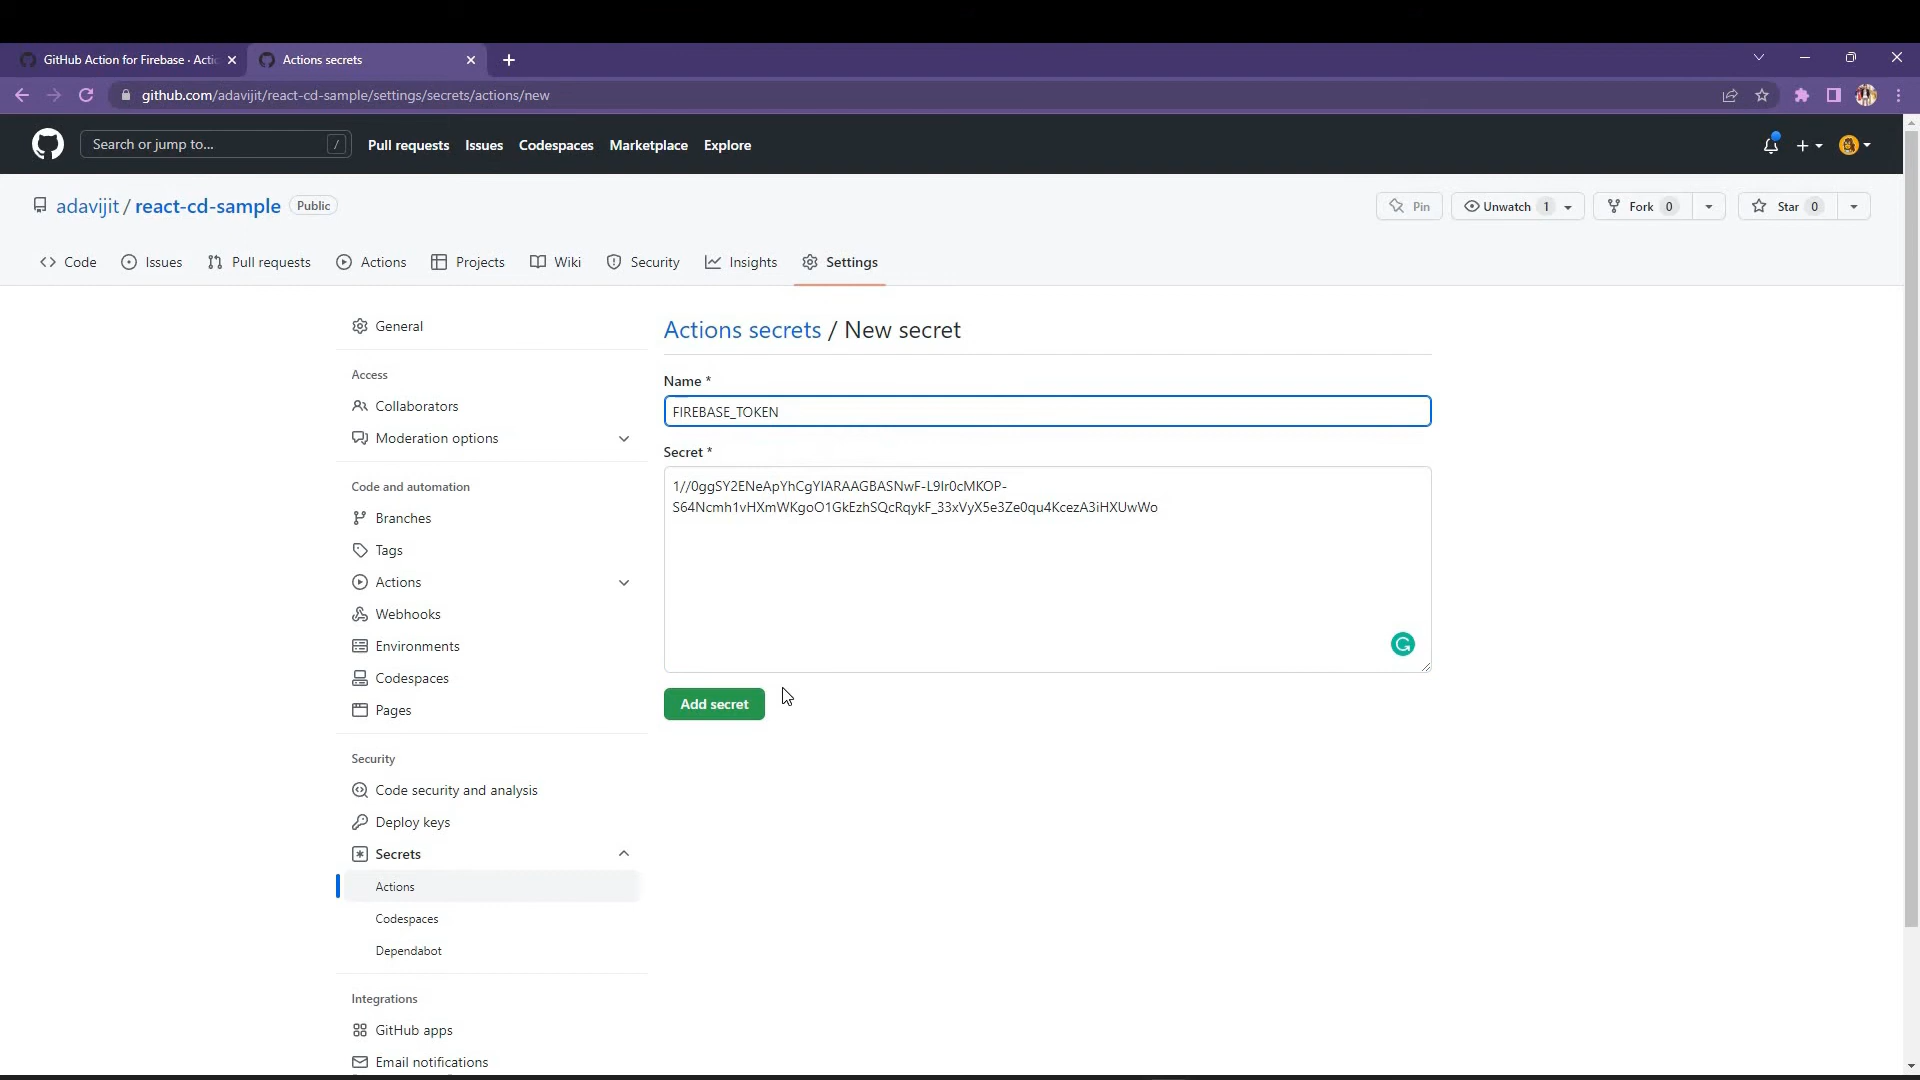 GitHub Action for Firebase · Actio
Actions secrets
github.com/adavijit/react-cd-sample/settings/secrets/actions/new
Search or jump to... /
Pull requests
Issues
Codespaces
Marketplace
Explore
adavijit / react-cd-sample Public
Pin
Unwatch 1
Fork 0
Star 0
Code
Issues
Pull requests
Actions
Projects
Wiki
Security
Insights
Settings
General
Access
Collaborators
Moderation options
Code and automation
Branches
Tags
Actions
Webhooks
Environments
Codespaces
Pages
Security
Code security and analysis
Deploy keys
Secrets
Actions
Codespaces
Dependabot
Integrations
GitHub apps
Email notifications
Actions secrets / New secret
Name *
FIREBASE_TOKEN
Secret *
1//0ggSY2ENeApYhCgYIARAAGBASNwF-L9Ir0cMKOP-
S64Ncmh1vHXmWKgoO1GkEzhSQcRqykF_33xVyX5e3Ze0qu4KcezA3iHXUwWo
Add secret